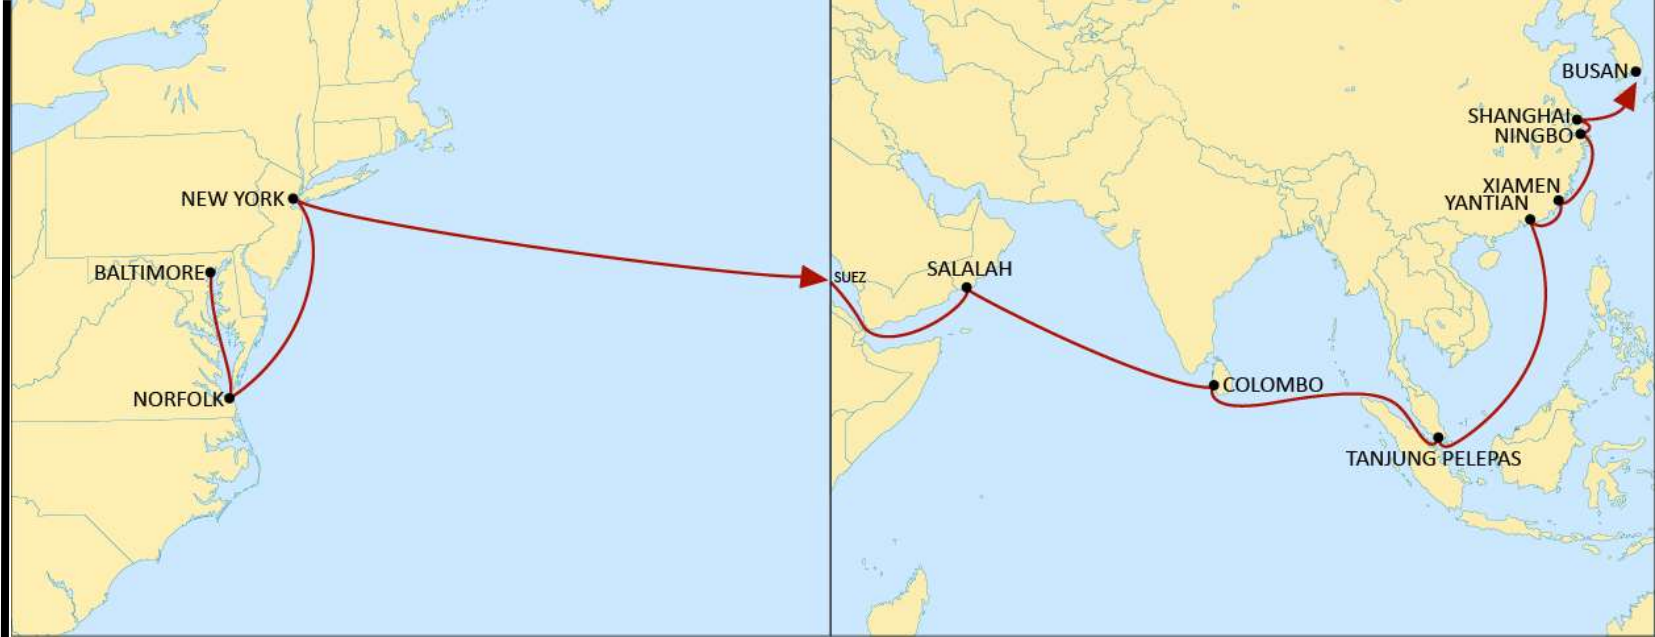 NEW YORK
BALTIMORE
NORFOLK
SUEZ
SALALAH
COLOMBO
TANJUNG PELEPAS
BUSAN
SHANGHAI
NINGBO
XIAMEN
YANTIAN